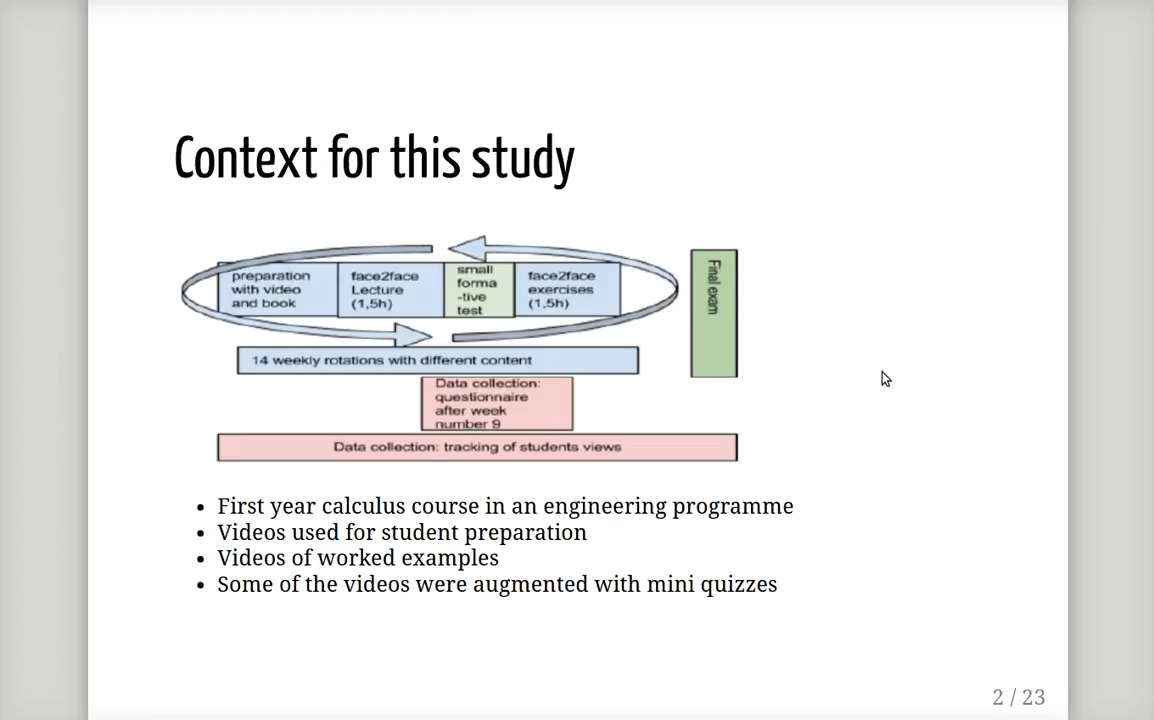 Context for this study
preparation
with video
and book
face2face
Lecture
(1,5h)
small
forma
-tive
test
face2face
exercises
(1,5h)
Final exam
14 weekly rotations with different content
Data collection:
questionnaire
after week
number 9
Data collection: tracking of students views
• First year calculus course in an engineering programme
• Videos used for student preparation
• Videos of worked examples
• Some of the videos were augmented with mini quizzes
2 / 23